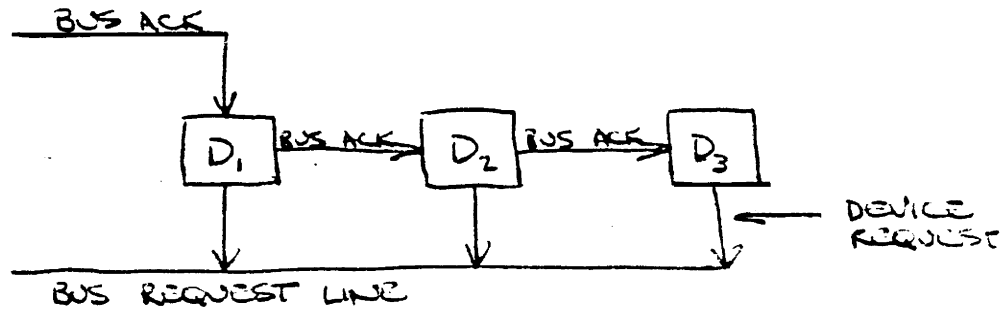 BUS ACK
D1 BUS ACK D2 BUS ACK D3
DEVICE
REQUEST
BUS REQUEST LINE